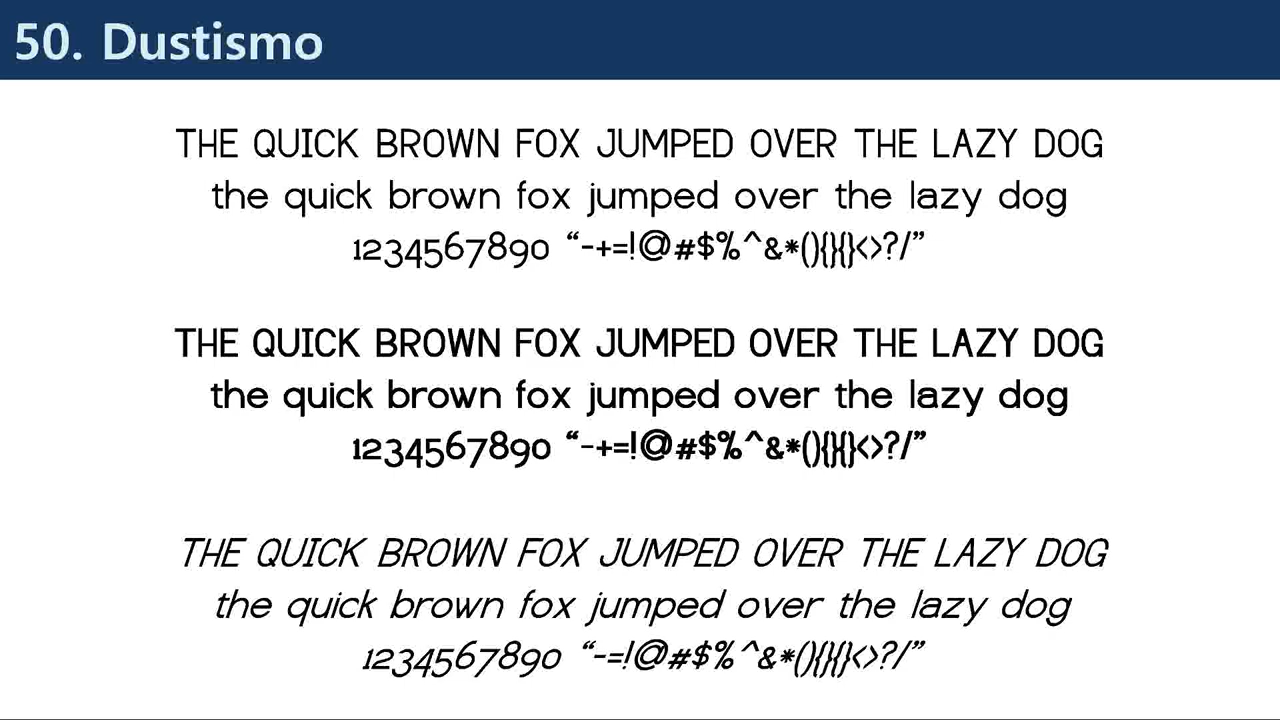 50. Dustismo
THE QUICK BROWN FOX JUMPED OVER THE LAZY DOG
the quick brown fox jumped over the lazy dog
1234567890 “-+=!@#$%^&*(){}{}<>?/”
THE QUICK BROWN FOX JUMPED OVER THE LAZY DOG
the quick brown fox jumped over the lazy dog
1234567890 “-+=!@#$%^&*(){}{}<>?/”
THE QUICK BROWN FOX JUMPED OVER THE LAZY DOG
the quick brown fox jumped over the lazy dog
1234567890 “-=!@#$%^&*(){}{}<>?/”